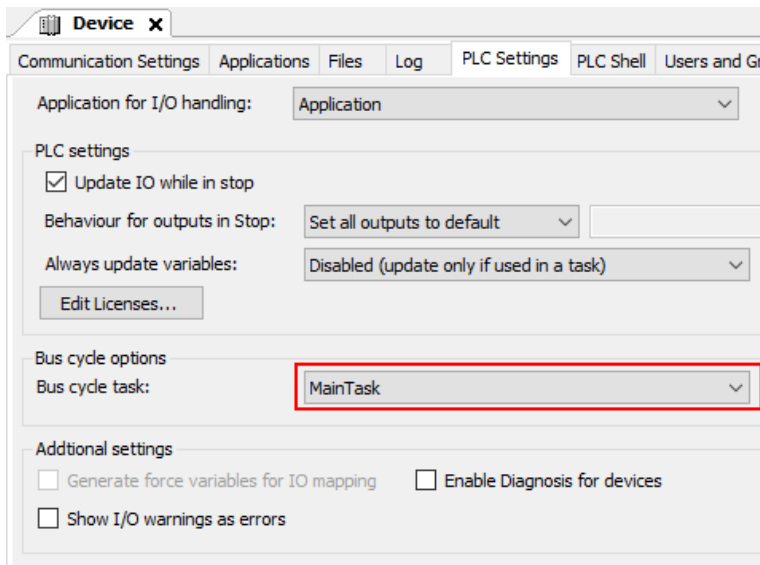 Device
Communication Settings Applications Files Log PLC Settings PLC Shell Users and Gr
Application for I/O handling: Application
PLC settings
Update IO while in stop
Behaviour for outputs in Stop: Set all outputs to default
Always update variables: Disabled (update only if used in a task)
Edit Licenses...
Bus cycle options
Bus cycle task: MainTask
Addtional settings
Generate force variables for IO mapping Enable Diagnosis for devices
Show I/O warnings as errors